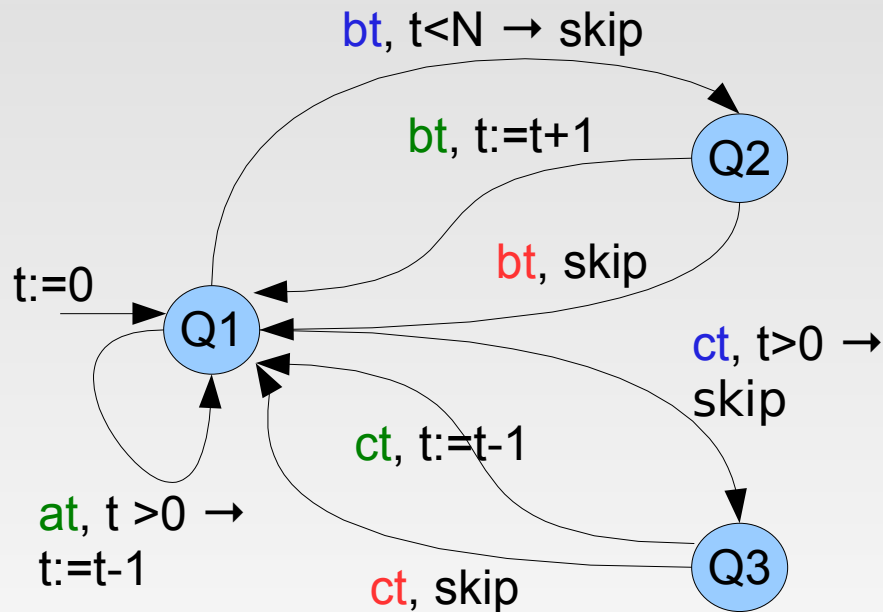 bt, t<N → skip
bt, t:=t+1
Q2
bt, skip
t:=0
Q1
ct, t>0 →
skip
ct, t:=t-1
at, t >0 →
t:=t-1
Q3
ct, skip